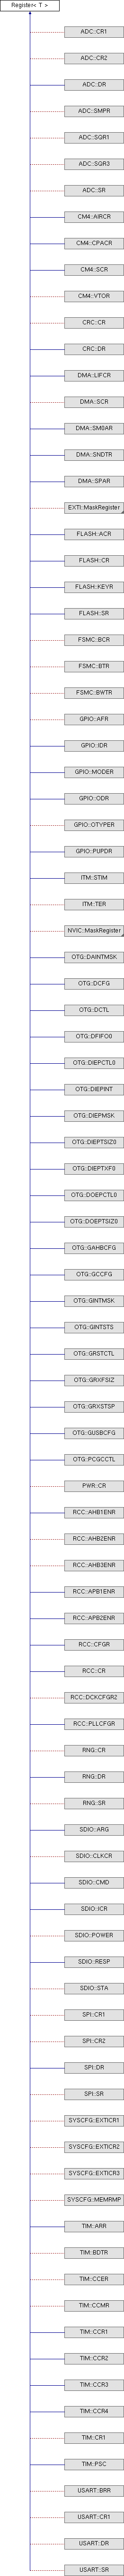 Register< T >
ADC::CR1
ADC::CR2
ADC::DR
ADC::SMPR
ADC::SQR1
ADC::SQR3
ADC::SR
CM4::AIRCR
CM4::CPACR
CM4::SCR
CM4::VTOR
CRC::CR
CRC::DR
DMA::LIFCR
DMA::SCR
DMA::SM0AR
DMA::SNDTR
DMA::SPAR
EXTI::MaskRegister
FLASH::ACR
FLASH::CR
FLASH::KEYR
FLASH::SR
FSMC::BCR
FSMC::BTR
FSMC::BWTR
GPIO::AFR
GPIO::IDR
GPIO::MODER
GPIO::ODR
GPIO::OTYPER
GPIO::PUPDR
ITM::STIM
ITM::TER
NVIC::MaskRegister
OTG::DAINTMSK
OTG::DCFG
OTG::DCTL
OTG::DFIFO0
OTG::DIEPCTL0
OTG::DIEPINT
OTG::DIEPMSK
OTG::DIEPTSIZ0
OTG::DIEPTXF0
OTG::DOEPCTL0
OTG::DOEPTSIZ0
OTG::GAHBCFG
OTG::GCCFG
OTG::GINTMSK
OTG::GINTSTS
OTG::GRSTCTL
OTG::GRXFSIZ
OTG::GRXSTSP
OTG::GUSBCFG
OTG::PCGCCTL
PWR::CR
RCC::AHB1ENR
RCC::AHB2ENR
RCC::AHB3ENR
RCC::APB1ENR
RCC::APB2ENR
RCC::CFGR
RCC::CR
RCC::DCKCFGR2
RCC::PLLCFGR
RNG::CR
RNG::DR
RNG::SR
SDIO::ARG
SDIO::CLKCR
SDIO::CMD
SDIO::ICR
SDIO::POWER
SDIO::RESP
SDIO::STA
SPI::CR1
SPI::CR2
SPI::DR
SPI::SR
SYSCFG::EXTICR1
SYSCFG::EXTICR2
SYSCFG::EXTICR3
SYSCFG::MEMRMP
TIM::ARR
TIM::BDTR
TIM::CCER
TIM::CCMR
TIM::CCR1
TIM::CCR2
TIM::CCR3
TIM::CCR4
TIM::CR1
TIM::PSC
USART::BRR
USART::CR1
USART::DR
USART::SR